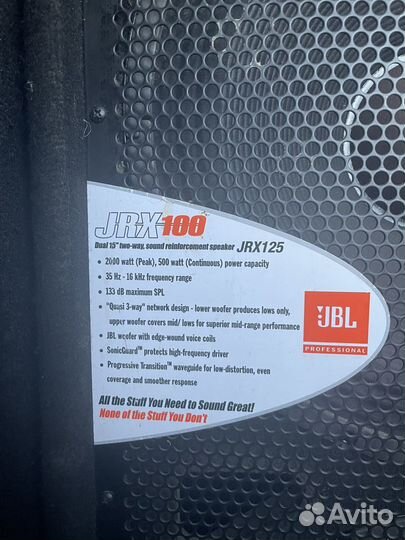 JRX100
Dual 15" two-way, sound reinforcement speaker JRX125
• 2000 watt (Peak), 500 watt (Continuous) power capacity
• 35 Hz - 16 kHz frequency range
• 133 dB maximum SPL
• "Quasi 3-way" network design - lower woofer produces lows only,
upper woofer covers mid/ lows for superior mid-range performance
• JBL woofer with edge-wound voice coils
• SonicGuard™ protects high-frequency driver
• Progressive Transition™ waveguide for low-distortion, even
coverage and smoother response
JBL
PROFESSIONAL
All the Stuff You Need to Sound Great!
None of the Stuff You Don't
Avito